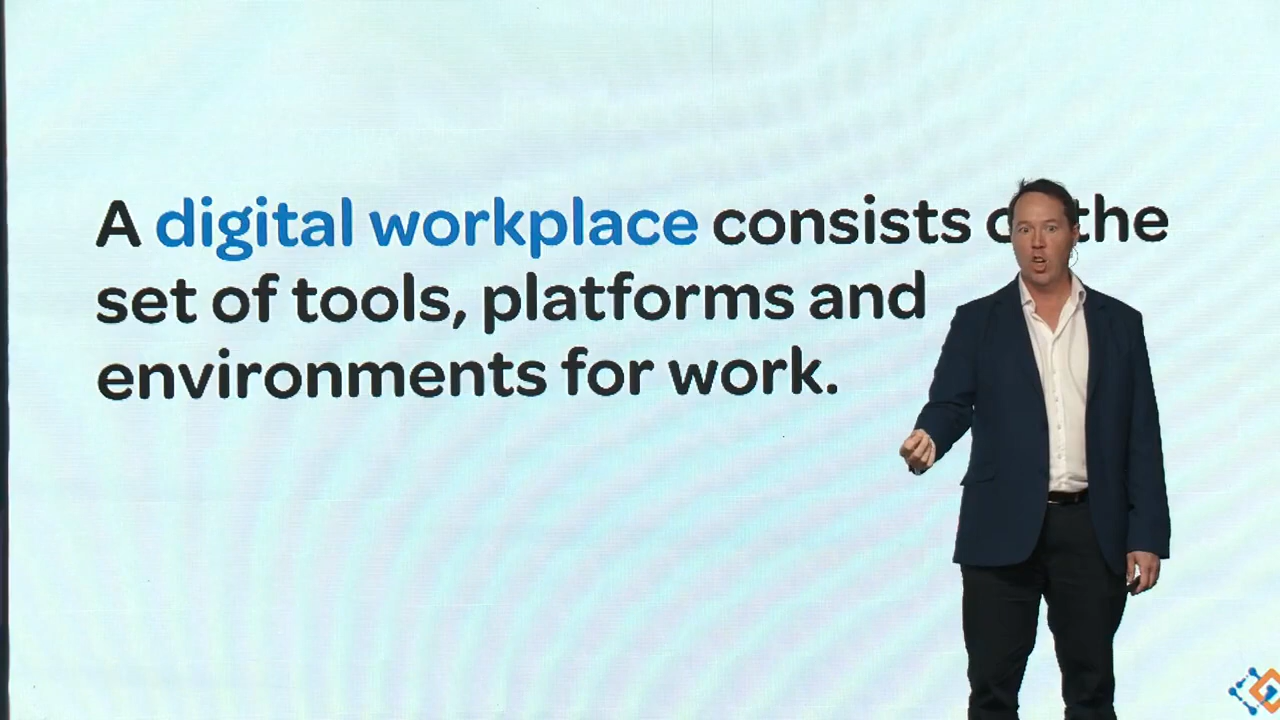 A digital workplace consists the
set of tools, platforms and
environments for work.